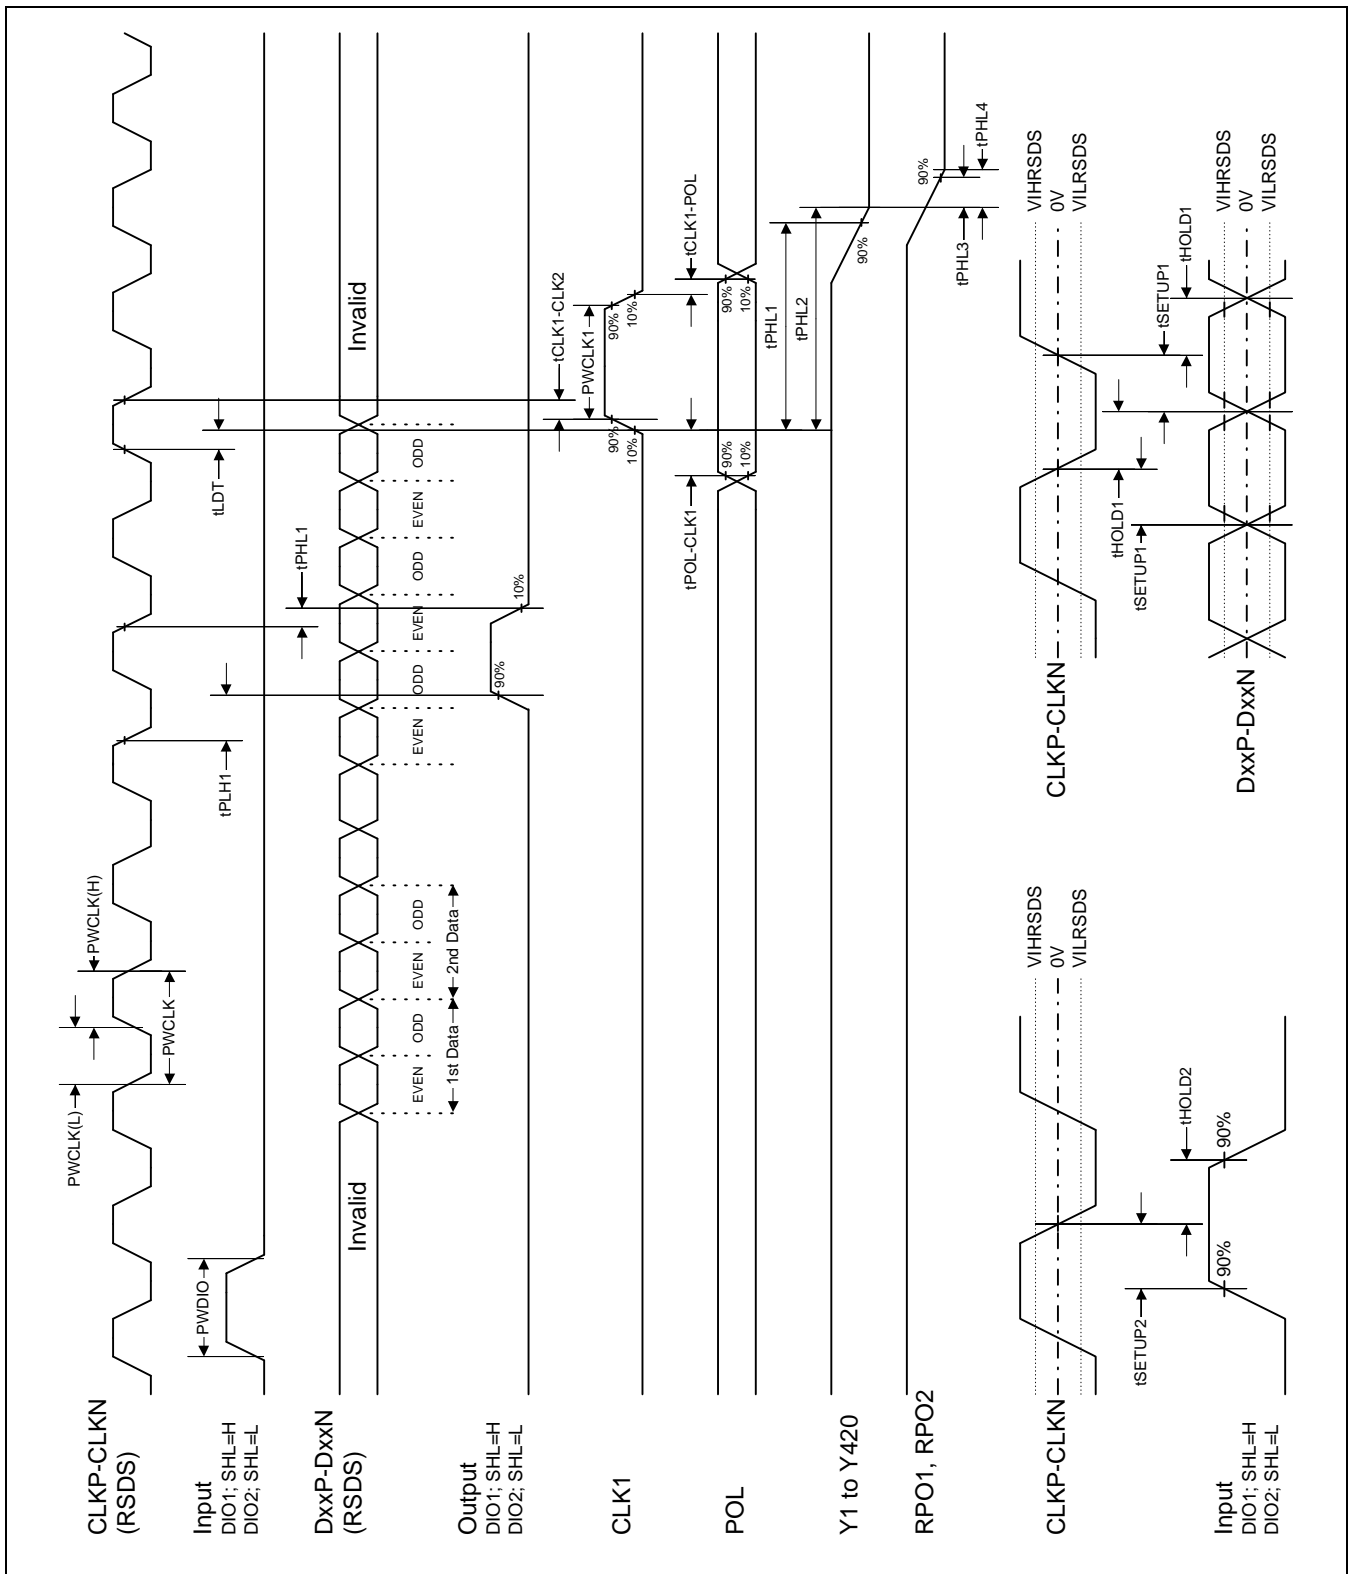 CLKP-CLKN
(RSDS)
PWCLK(L)
PWCLK(H)
PWCLK
tPLH1
tPHL1
tLDT
Input
DIO1; SHL=H
DIO2; SHL=L
PWDIO
DxxP-DxxN
(RSDS)
Invalid
Invalid
EVEN
ODD
EVEN
ODD
EVEN
ODD
EVEN
ODD
EVEN
ODD
1st Data
2nd Data
Output
DIO1; SHL=H
DIO2; SHL=L
90%
10%
CLK1
tCLK1-CLK2
PWCLK1
90%
10%
90%
10%
POL
tPOL-CLK1
tCLK1-POL
90%
10%
90%
10%
Y1 to Y420
tPHL1
tPHL2
90%
RPO1, RPO2
90%
tPHL3
tPHL4
CLKP-CLKN
VIHRSDS
0V
VILRSDS
tSETUP2
tHOLD2
Input
DIO1; SHL=H
DIO2; SHL=L
90%
90%
CLKP-CLKN
VIHRSDS
0V
VILRSDS
tSETUP1
tHOLD1
tSETUP1
tHOLD1
DxxP-DxxN
VIHRSDS
0V
VILRSDS